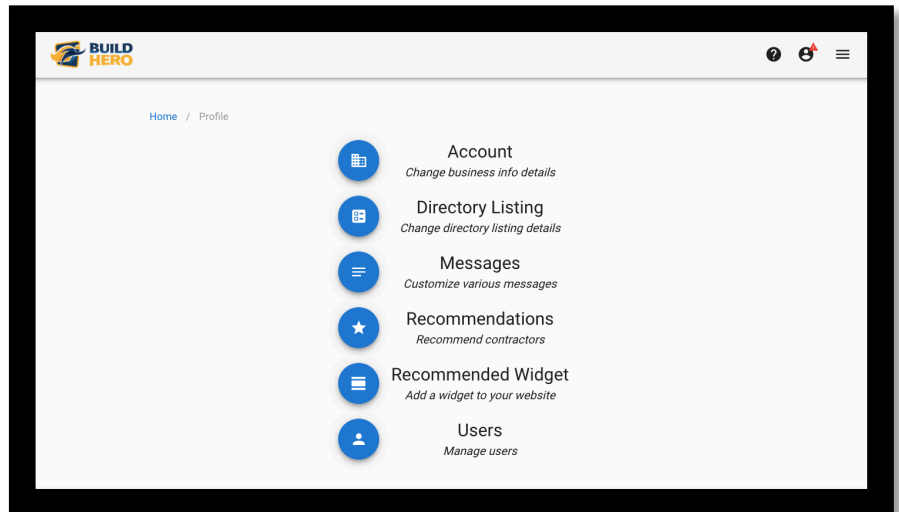 BUILD
HERO
Home / Profile
Account
Change business info details
Directory Listing
Change directory listing details
Messages
Customize various messages
Recommendations
Recommend contractors
Recommended Widget
Add a widget to your website
Users
Manage users